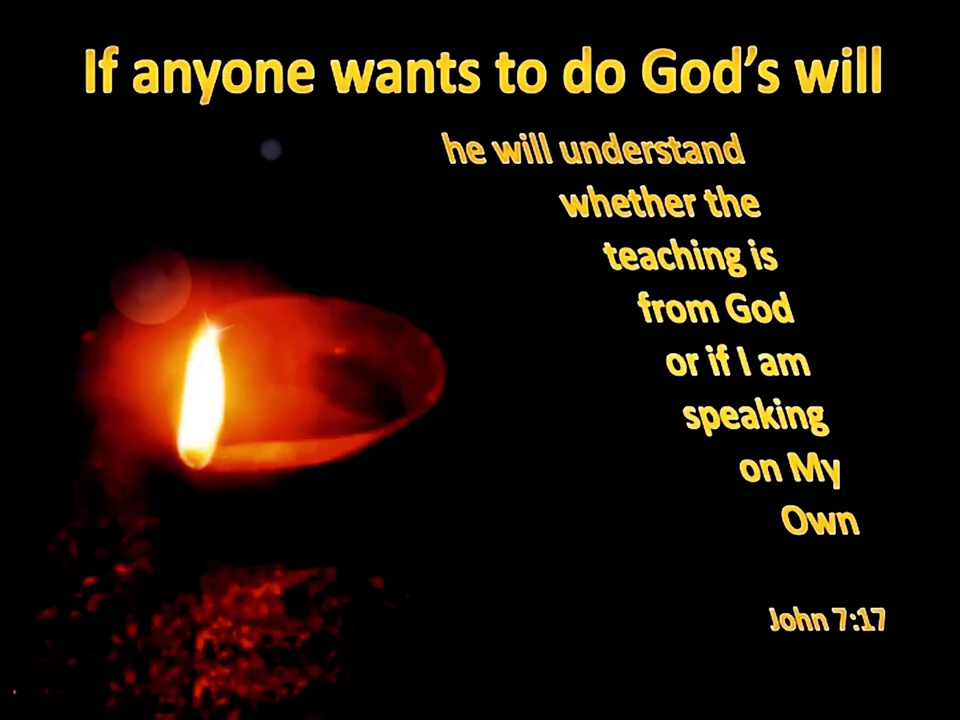 If anyone wants to do God’s will
he will understand
whether the
teaching is
from God
or if I am
speaking
on My
Own
John 7:17